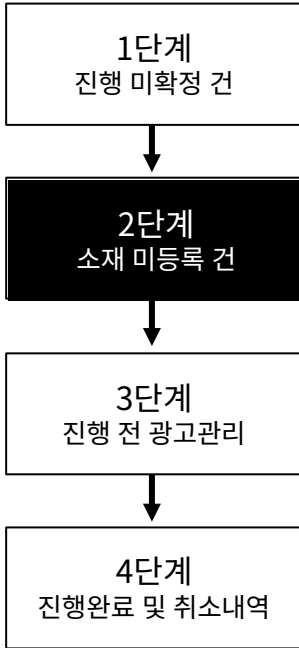 1단계
진행 미확정 건
2단계
소재 미등록 건
3단계
진행 전 광고관리
4단계
진행완료 및 취소내역